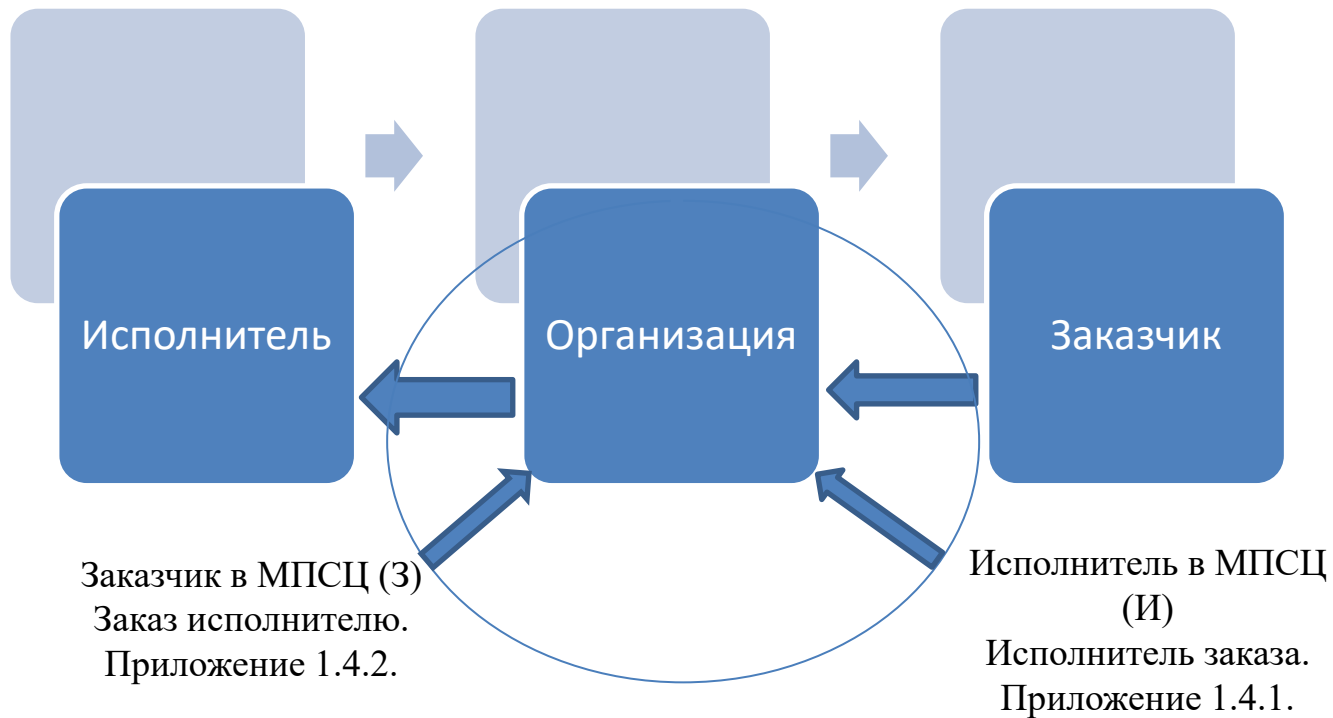 Исполнитель
Организация
Заказчик
Заказчик в МПСЦ (З)
Заказ исполнителю.
Приложение 1.4.2.
Исполнитель в МПСЦ
(И)
Исполнитель заказа.
Приложение 1.4.1.